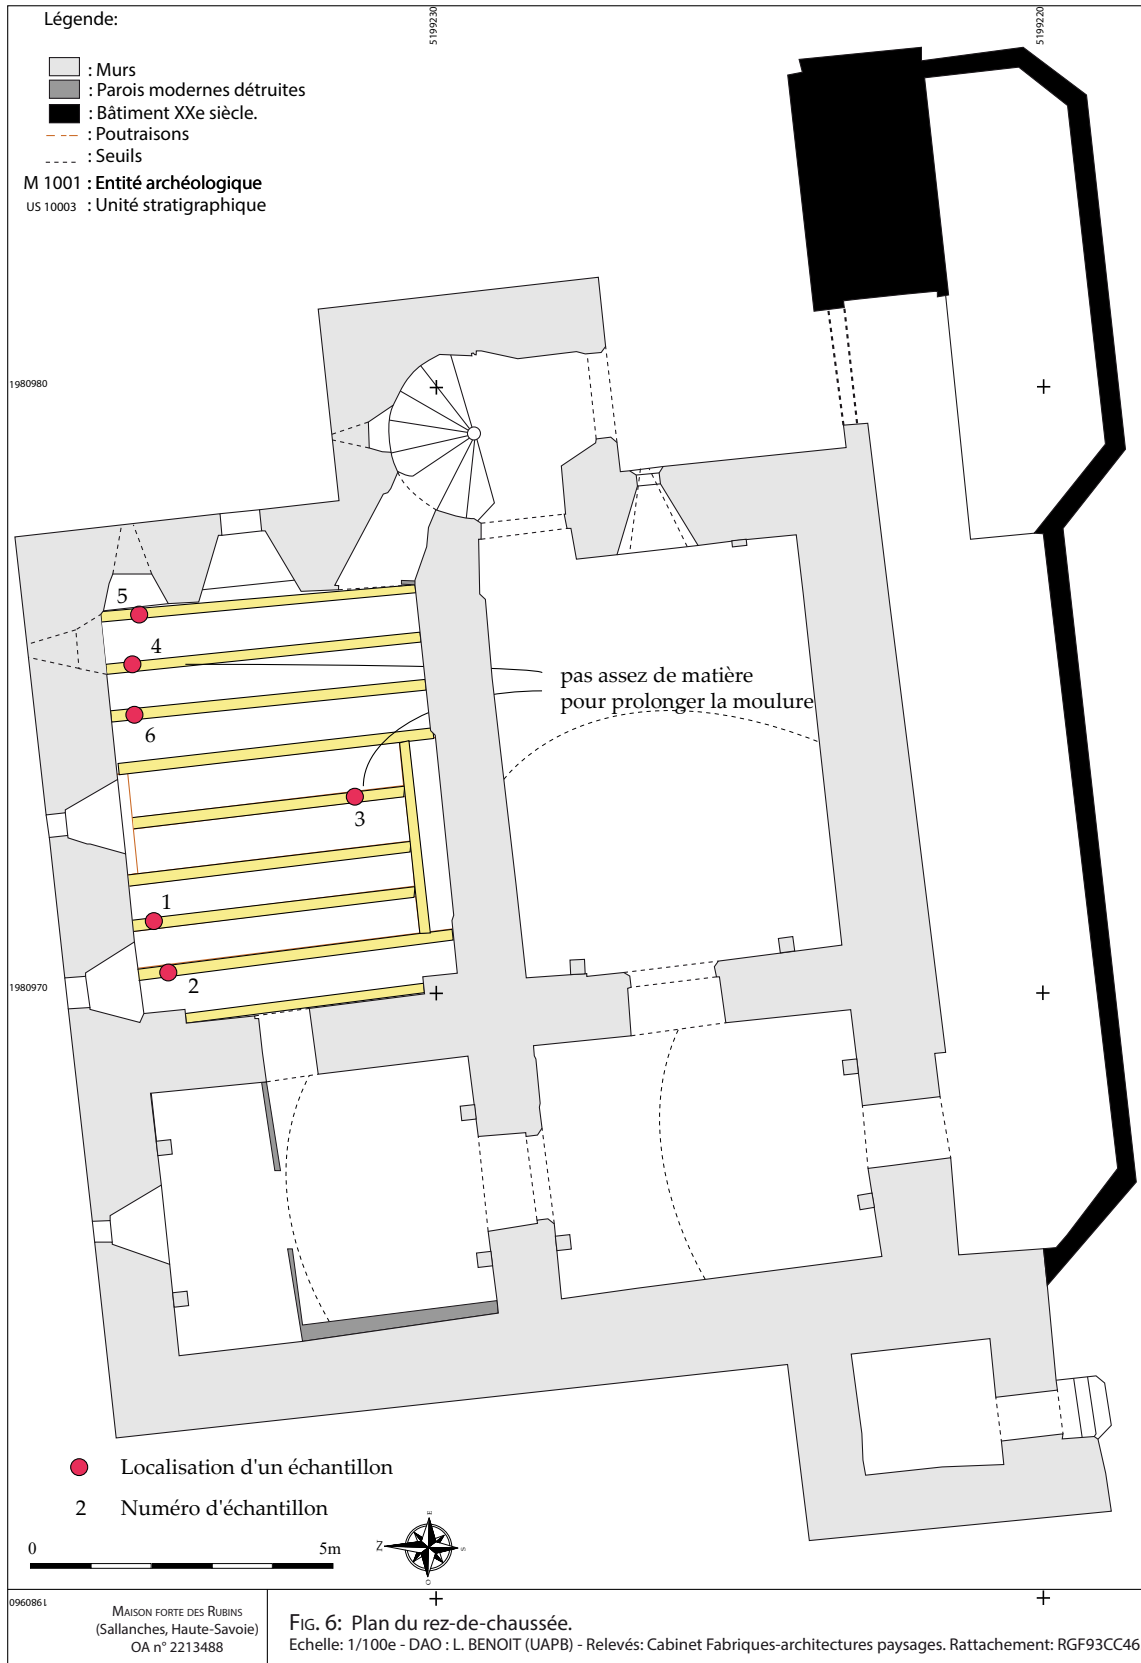 Légende:
: Murs
: Parois modernes détruites
: Bâtiment XXe siècle.
: Poutraisons
: Seuils
M 1001 : Entité archéologique
US 10003 : Unité stratigraphique
5199230
5199220
1980980
5
4
6
pas assez de matière
pour prolonger la moulure
3
1
2
1980970
Localisation d'un échantillon
2 Numéro d'échantillon
0 5m
N
E
S
O
1980960
MAISON FORTE DES RUBINS
(Sallanches, Haute-Savoie)
OA n° 2213488
FIG. 6: Plan du rez-de-chaussée.
Echelle: 1/100e - DAO : L. BENOIT (UAPB) - Relevés: Cabinet Fabriques-architectures paysages. Rattachement: RGF93CC46